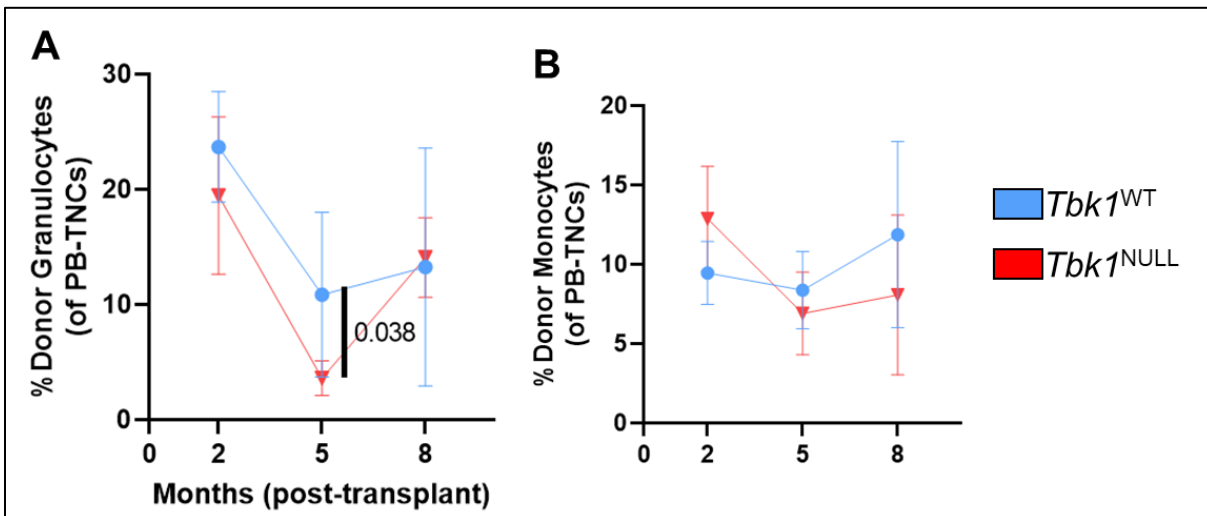 A
% Donor Granulocytes
(of PB-TNCs)
30
20
10
0
0.038
0 2 5 8
Months (post-transplant)
B
% Donor Monocytes
(of PB-TNCs)
20
15
10
5
0
0 2 5 8
Tbk1WT
Tbk1NULL